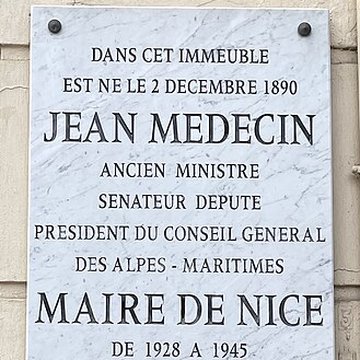 DANS CET IMMEUBLE
EST NE LE 2 DECEMBRE 1890
JEAN MEDECIN
ANCIEN MINISTRE
SENATEUR DEPUTE
PRESIDENT DU CONSEIL GENERAL
DES ALPES - MARITIMES
MAIRE DE NICE
DE 1928 A 1945